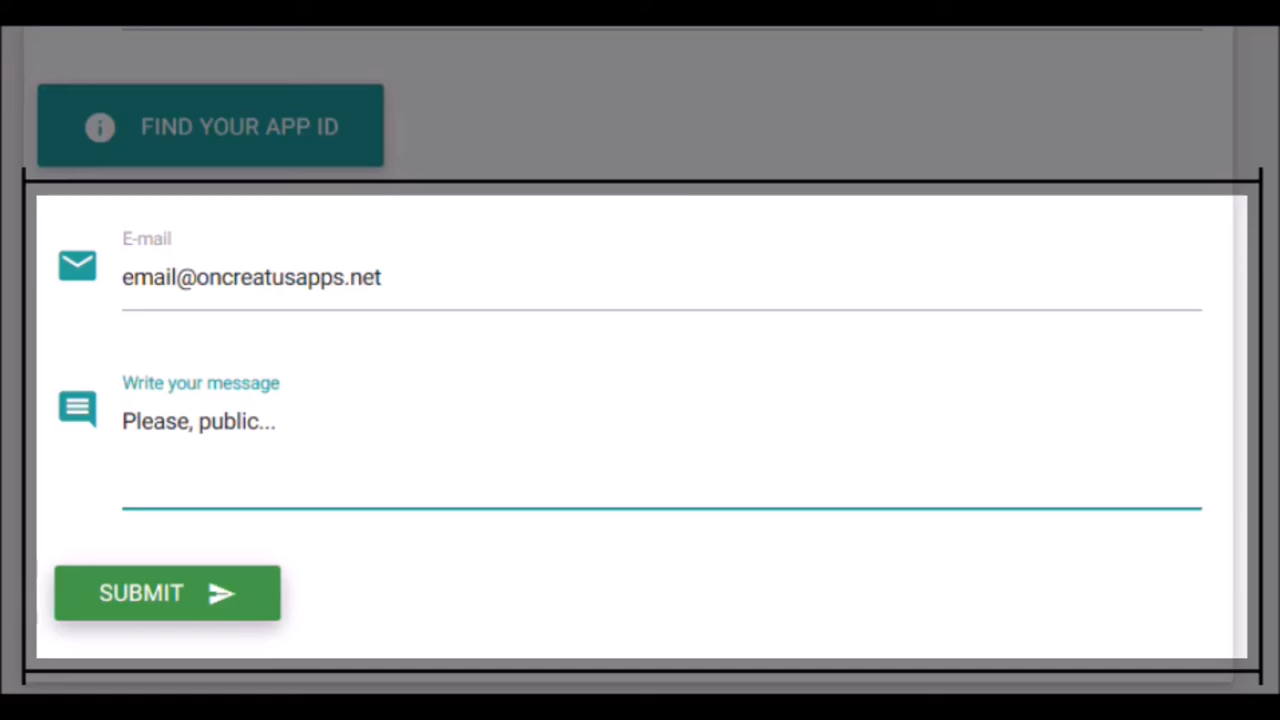 FIND YOUR APP ID
E-mail
email@oncreatusapps.net
Write your message
Please, public...
SUBMIT